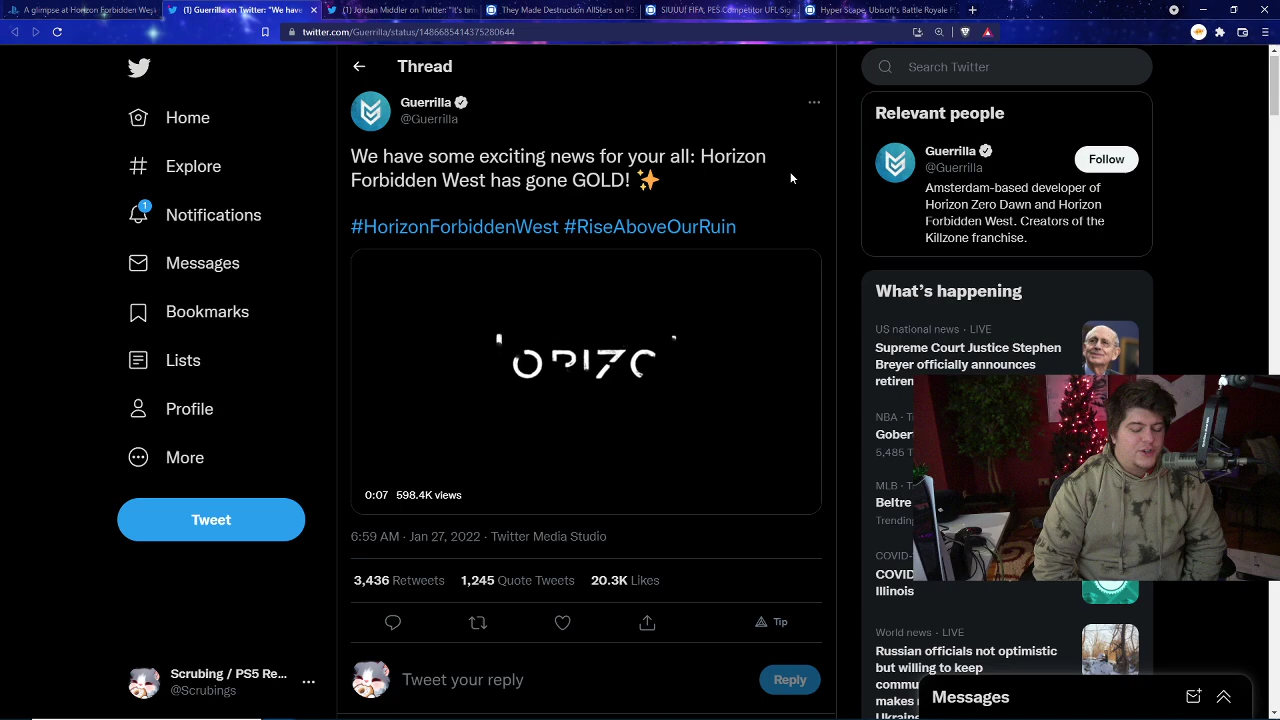 A glimpse at Horizon Forbidden Wes
(1) Guerrilla on Twitter: "We have
(1) Jordan Middler on Twitter: "It's tim
They Made Destruction AllStars on PS
SIUUU! FIFA, PES Competitor UFL Sign
Hyper Scape, Ubisoft's Battle Royale F
twitter.com/Guerrilla/status/1486685414375280644
Thread
Search Twitter
Home
Explore
1
Notifications
Messages
Bookmarks
Lists
Profile
More
Tweet
Scrubing / PS5 Re...
@Scrubings
Guerrilla
@Guerrilla
We have some exciting news for your all: Horizon
Forbidden West has gone GOLD!
#HorizonForbiddenWest #RiseAboveOurRuin
0:07 598.4K views
6:59 AM · Jan 27, 2022 · Twitter Media Studio
3,436 Retweets 1,245 Quote Tweets 20.3K Likes
Tip
Tweet your reply
Reply
Relevant people
Guerrilla
@Guerrilla
Follow
Amsterdam-based developer of
Horizon Zero Dawn and Horizon
Forbidden West. Creators of the
Killzone franchise.
What's happening
US national news · LIVE
Supreme Court Justice Stephen
Breyer officially announces
retirem
NBA · T
Gober
5,485 T
MLB · T
Beltre
Trending
COVID-
COVID
Illinois
World news · LIVE
Russian officials not optimistic
but willing to keep
commu
makes
Ukraine
Messages